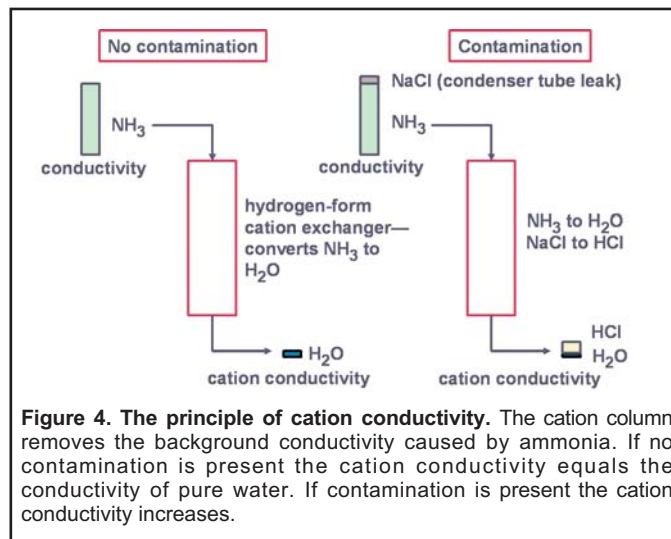 No contamination
Contamination
NaCl (condenser tube leak)
NH3
NH3
conductivity
conductivity
hydrogen-form
cation exchanger—
converts NH3 to
H2O
NH3 to H2O
NaCl to HCl
H2O
HCl
H2O
cation conductivity
cation conductivity
Figure 4. The principle of cation conductivity. The cation column
removes the background conductivity caused by ammonia. If no
contamination is present the cation conductivity equals the
conductivity of pure water. If contamination is present the cation
conductivity increases.